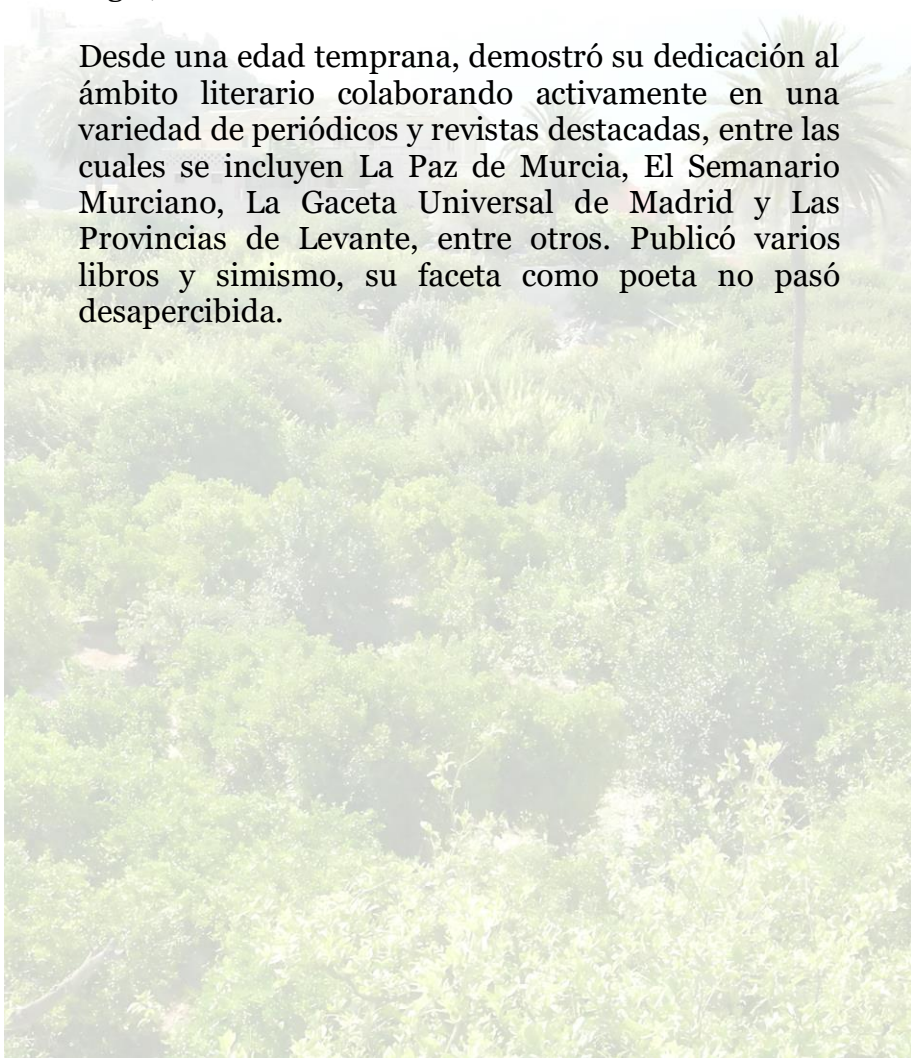 Desde una edad temprana, demostró su dedicación al
ámbito literario colaborando activamente en una
variedad de periódicos y revistas destacadas, entre las
cuales se incluyen La Paz de Murcia, El Semanario
Murciano, La Gaceta Universal de Madrid y Las
Provincias de Levante, entre otros. Publicó varios
libros y simismo, su faceta como poeta no pasó
desapercibida.